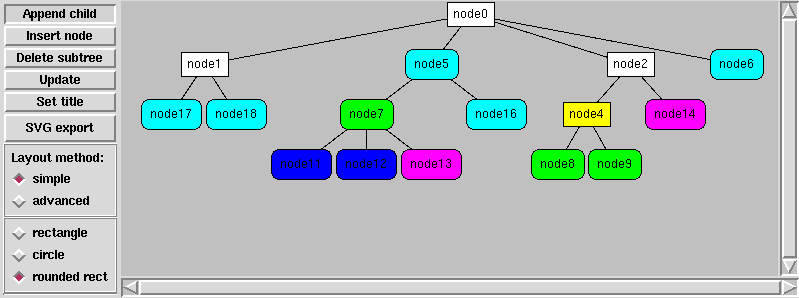 Append child
Insert node
Delete subtree
Update
Set title
SVG export
Layout method:
simple
advanced
rectangle
circle
rounded rect
node0
node1
node5
node2
node6
node17
node18
node7
node16
node4
node14
node11
node12
node13
node8
node9